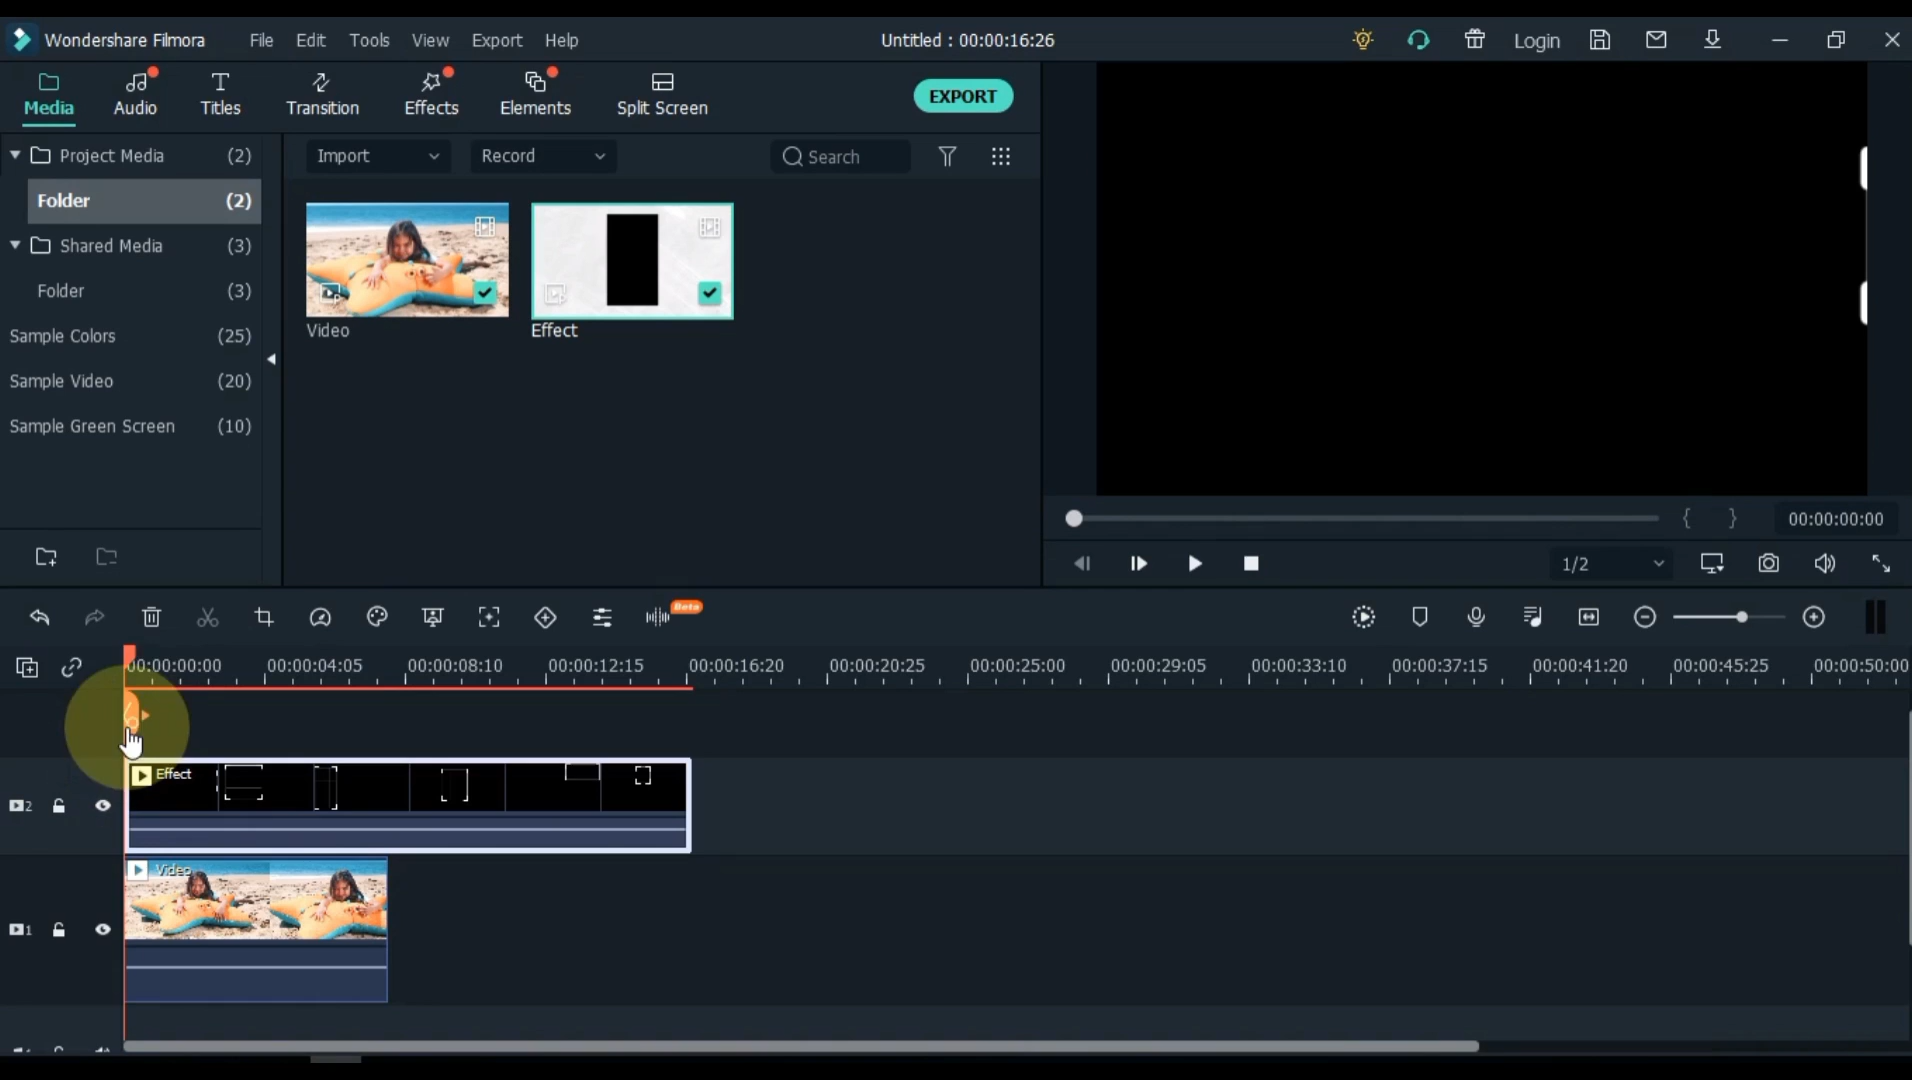 Wondershare Filmora File Edit Tools View Export Help Untitled : 00:00:16:26 Login
Media Audio Titles Transition Effects Elements Split Screen EXPORT
Project Media (2)
Folder (2)
Shared Media (3)
Folder (3)
Sample Colors (25)
Sample Video (20)
Sample Green Screen (10)
Import Record Search
Video Effect
{ } 00:00:00:00
1/2
Beta
00:00:00:00 00:00:04:05 00:00:08:10 00:00:12:15 00:00:16:20 00:00:20:25 00:00:25:00 00:00:29:05 00:00:33:10 00:00:37:15 00:00:41:20 00:00:45:25 00:00:50:00
Effect
2
Video
1